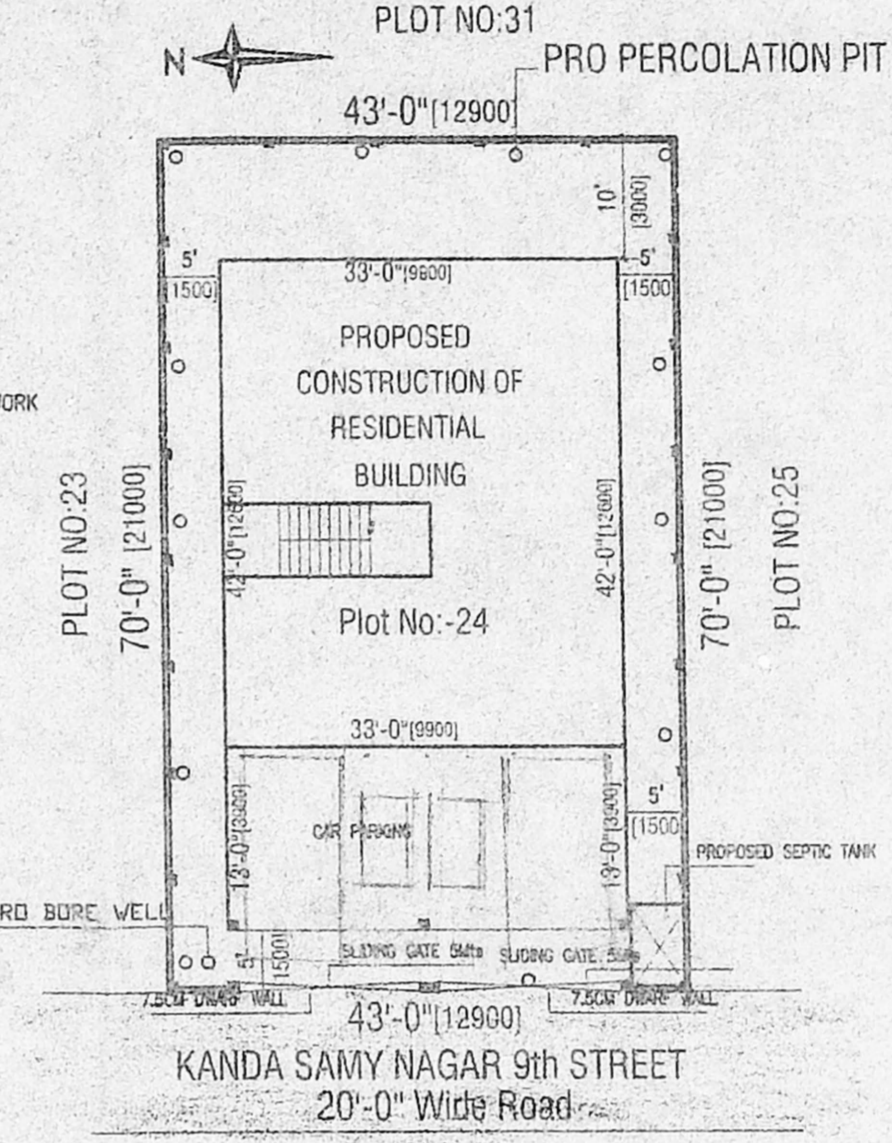 PLOT NO:31
N
PRO PERCOLATION PIT
43'-0"[12900]
10'
[3000]
5'
[1500]
33'-0"[9800]
5'
[1500
PROPOSED
CONSTRUCTION OF
RESIDENTIAL
BUILDING
ORK
PLOT NO:23
70'-0" [21000]
42'-0"[12600]
42'-0"[12600]
70'-0" [21000]
PLOT NO:25
Plot No:-24
33'-0"[9900]
13'-0"[3900]
CAR PARKING
13'-0"[3900]
5'
[1500
PROPOSED SEPTIC TANK
RO BORE WELL
5'
[1500]
SLIDING GATE
SLIDING GATE
7.5CM DWARF WALL
7.5CM DWARF WALL
43'-0"[12900]
KANDA SAMY NAGAR 9th STREET
20'-0" Wide Road